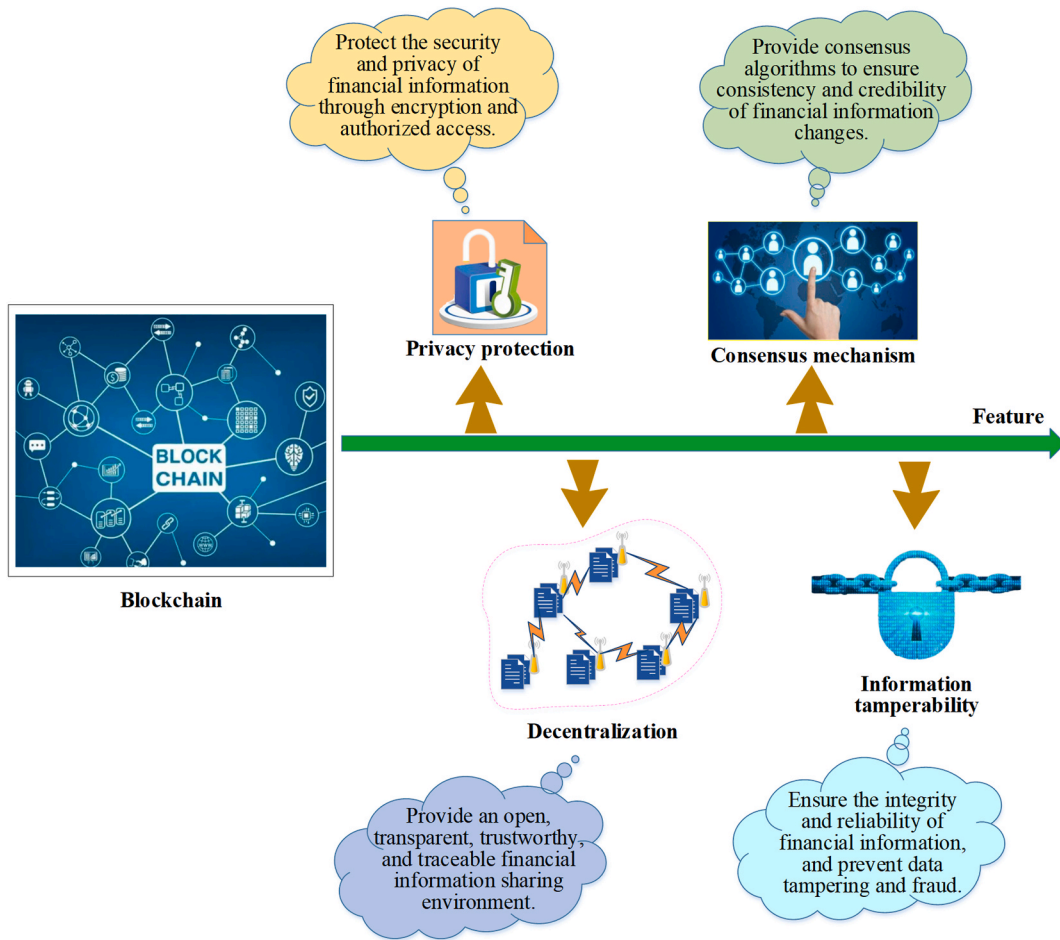 Protect the security
and privacy of
financial information
through encryption and
authorized access.
Provide consensus
algorithms to ensure
consistency and credibility
of financial information
changes.
Privacy protection
Consensus mechanism
Feature
BLOCK
CHAIN
WWW
Blockchain
Decentralization
Information
tamperability
Provide an open,
transparent, trustworthy,
and traceable financial
information sharing
environment.
Ensure the integrity
and reliability of
financial information,
and prevent data
tampering and fraud.